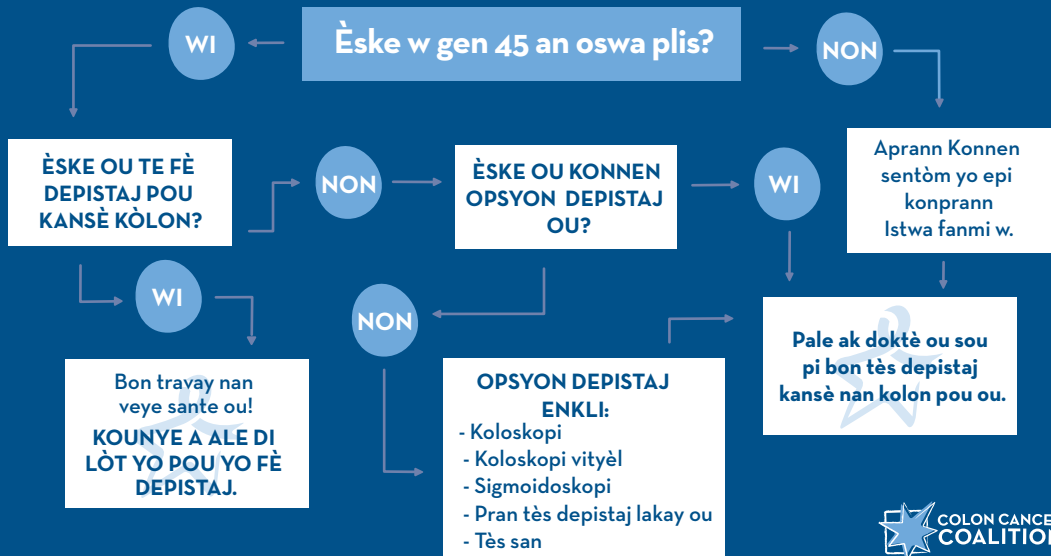 Èske w gen 45 an oswa plis?
WI
NON
ÈSKE OU TE FÈ
DEPISTAJ POU
KANSÈ KÒLON?
NON
ÈSKE OU KONNEN
OPSYON DEPISTAJ
OU?
WI
Aprann Konnen
sentòm yo epi
konprann
Istwa fanmi w.
WI
NON
Bon travay nan
veye sante ou!
KOUNYE A ALE DI
LÒT YO POU YO FÈ
DEPISTAJ.
OPSYON DEPISTAJ
ENKLI:
- Koloskopi
- Koloskopi vityèl
- Sigmoidoskopi
- Pran tès depistaj lakay ou
- Tès san
Pale ak doktè ou sou
pi bon tès depistaj
kansè nan kolon pou ou.
COLON CANCE
COALITION